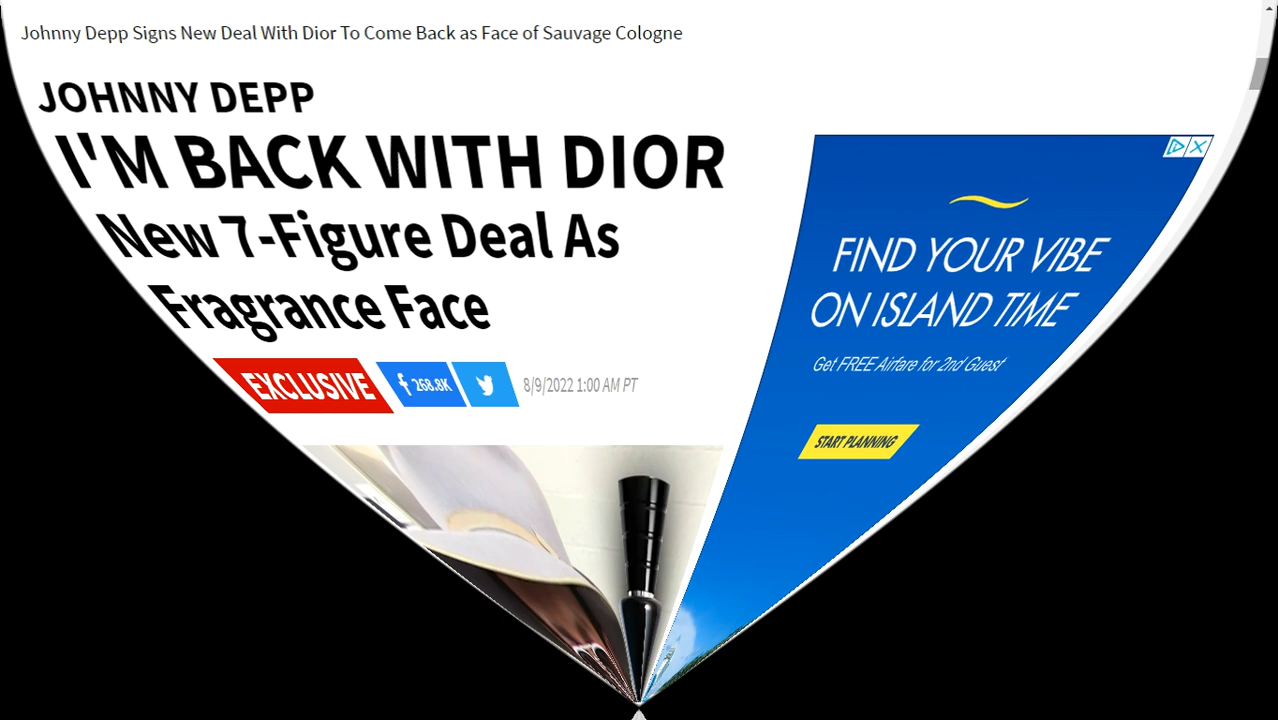 Johnny Depp Signs New Deal With Dior To Come Back as Face of Sauvage Cologne
JOHNNY DEPP
I'M BACK WITH DIOR
New 7-Figure Deal As
Fragrance Face
EXCLUSIVE
268.8K
8/9/2022 1:00 AM PT
FIND YOUR VIBE
ON ISLAND TIME
Get FREE Airfare for 2nd Guest
START PLANNING